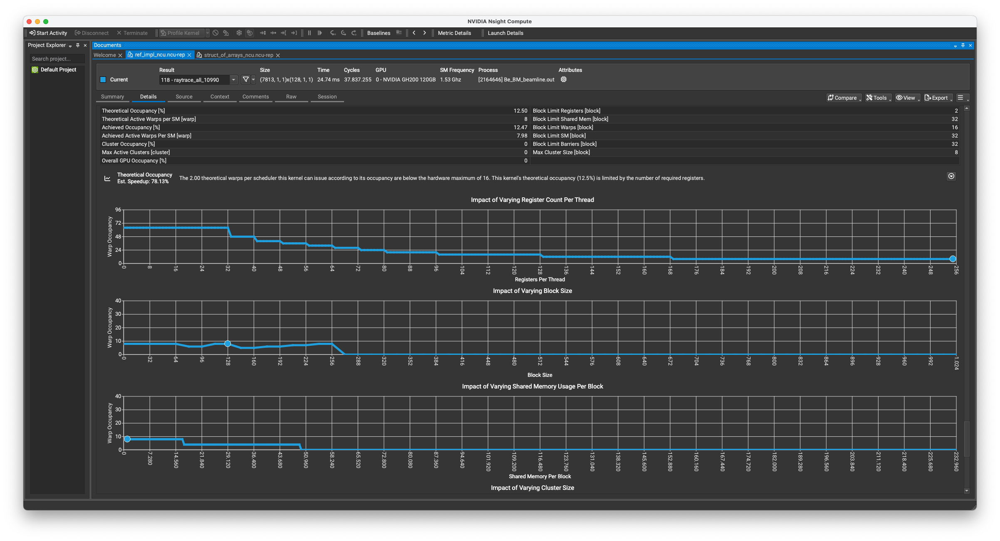 NVIDIA Nsight Compute
Start Activity Disconnect Terminate Profile Kernel Baselines Metric Details Launch Details
Project Explorer
Search project...
Default Project
Documents
Welcome ref_impl_ncu.ncu-rep struct_of_arrays_ncu.ncu-rep
Result Size Time Cycles GPU SM Frequency Process Attributes
Current 118 - raytrace_all_10990 (7813, 1, 1)x(128, 1, 1) 24.74 ms 37.837.255 0 - NVIDIA GH200 120GB 1.53 Ghz [2164646] Be_BM_beamline.out
Summary Details Source Context Comments Raw Session Compare Tools View Export
Theoretical Occupancy [%] 12.50 Block Limit Registers [block] 2
Theoretical Active Warps per SM [warp] 8 Block Limit Shared Mem [block] 32
Achieved Occupancy [%] 12.47 Block Limit Warps [block] 16
Achieved Active Warps Per SM [warp] 7.98 Block Limit SM [block] 32
Cluster Occupancy [%] 0 Block Limit Barriers [block] 32
Max Active Clusters [cluster] 0 Max Cluster Size [block] 8
Overall GPU Occupancy [%] 0
Theoretical Occupancy
Est. Speedup: 78.13%
The 2.00 theoretical warps per scheduler this kernel can issue according to its occupancy are below the hardware maximum of 16. This kernel's theoretical occupancy (12.5%) is limited by the number of required registers.
Impact of Varying Register Count Per Thread
Warp Occupancy
96
72
48
24
0
0 8 16 24 32 40 48 56 64 72 80 88 96 104 112 120 128 136 144 152 160 168 176 184 192 200 208 216 224 232 240 248 256
Registers Per Thread
Impact of Varying Block Size
Warp Occupancy
40
30
20
10
0
0 32 64 96 128 160 192 224 256 288 320 352 384 416 448 480 512 544 576 608 640 672 704 736 768 800 832 864 896 928 960 992 1.024
Block Size
Impact of Varying Shared Memory Usage Per Block
Warp Occupancy
40
30
20
10
0
0 7.280 14.560 21.840 29.120 36.400 43.680 50.960 58.240 65.520 72.800 80.080 87.360 94.640 101.920 109.200 116.480 123.760 131.040 138.320 145.600 152.880 160.160 167.440 174.720 182.000 189.280 196.560 203.840 211.120 218.400 225.680 232.960
Shared Memory Per Block
Impact of Varying Cluster Size